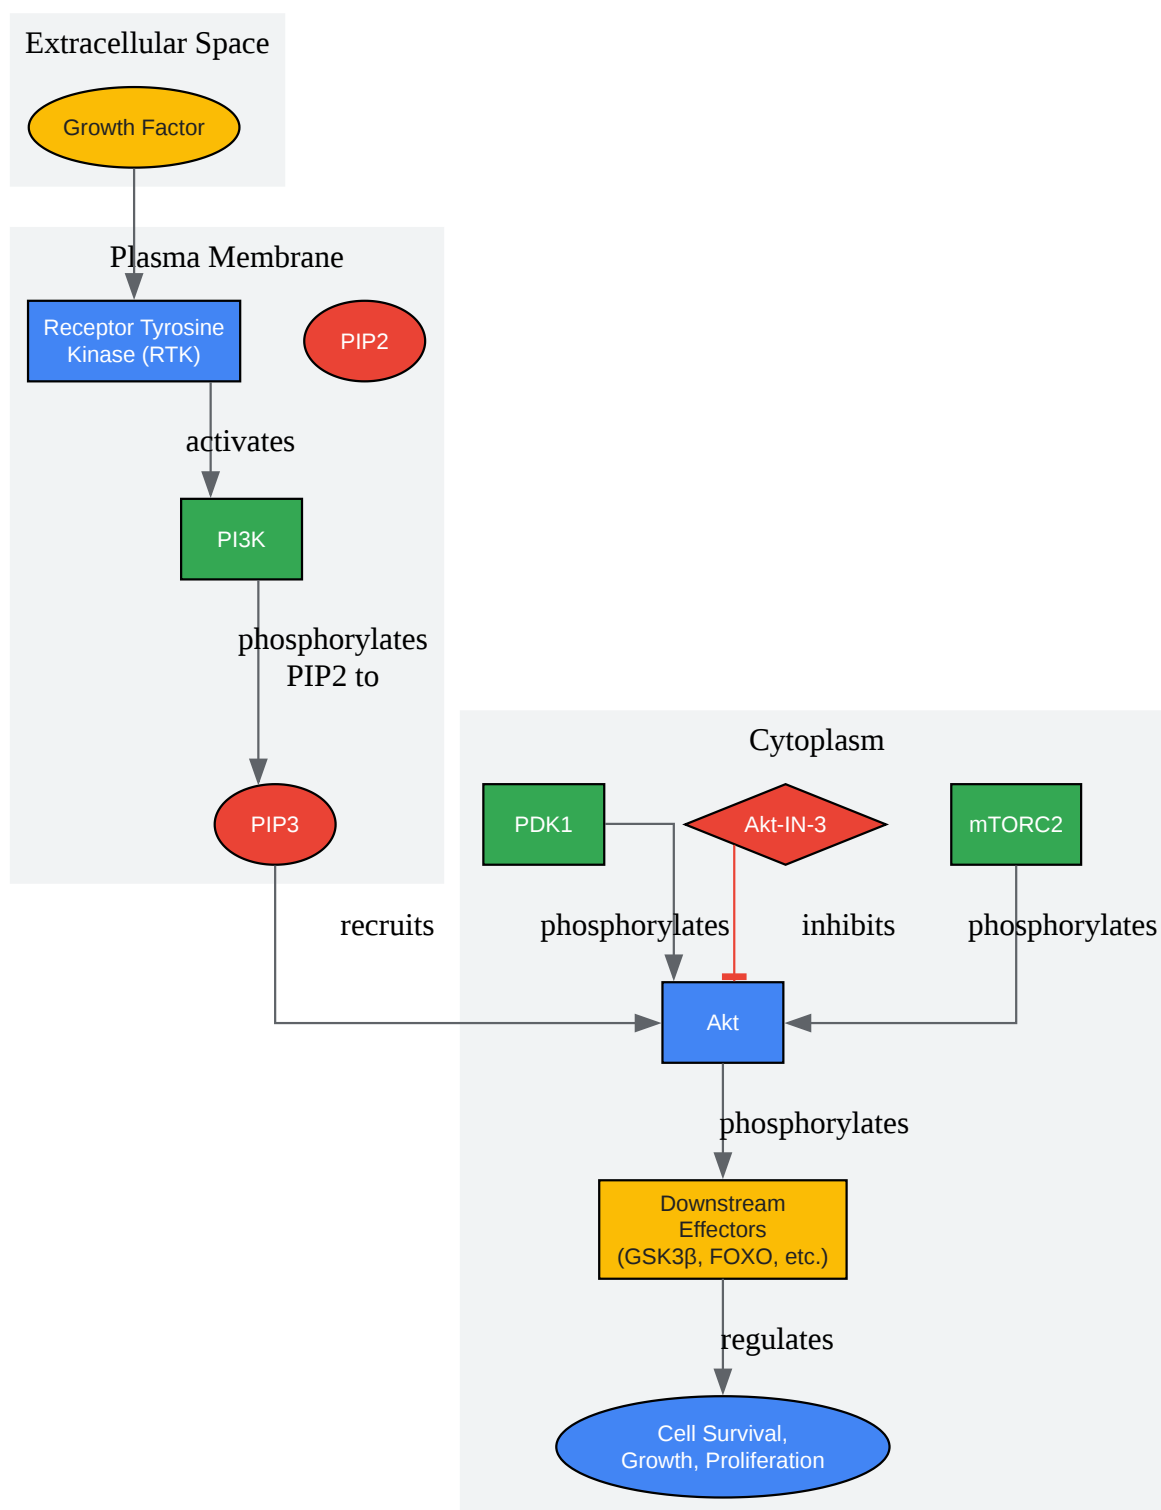 Extracellular Space
Growth Factor
Plasma Membrane
Receptor Tyrosine
Kinase (RTK)
PIP2
activates
PI3K
phosphorylates
PIP2 to
Cytoplasm
PIP3
PDK1
Akt-IN-3
mTORC2
recruits
phosphorylates
inhibits
phosphorylates
Akt
phosphorylates
Downstream
Effectors
(GSK3β, FOXO, etc.)
regulates
Cell Survival,
Growth, Proliferation